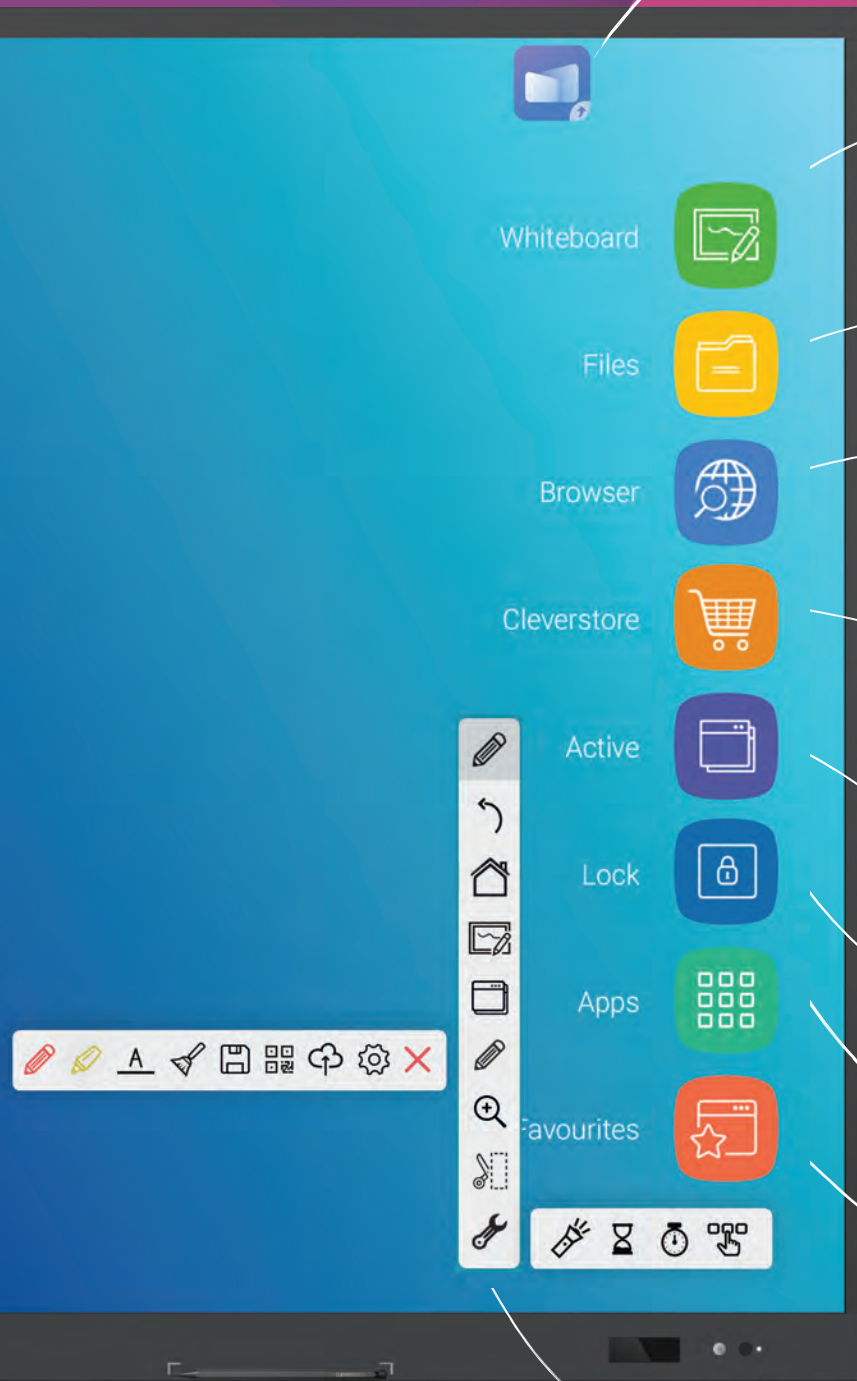 Whiteboard
Files
Browser
Cleverstore
Active
Lock
Apps
A
Favourites